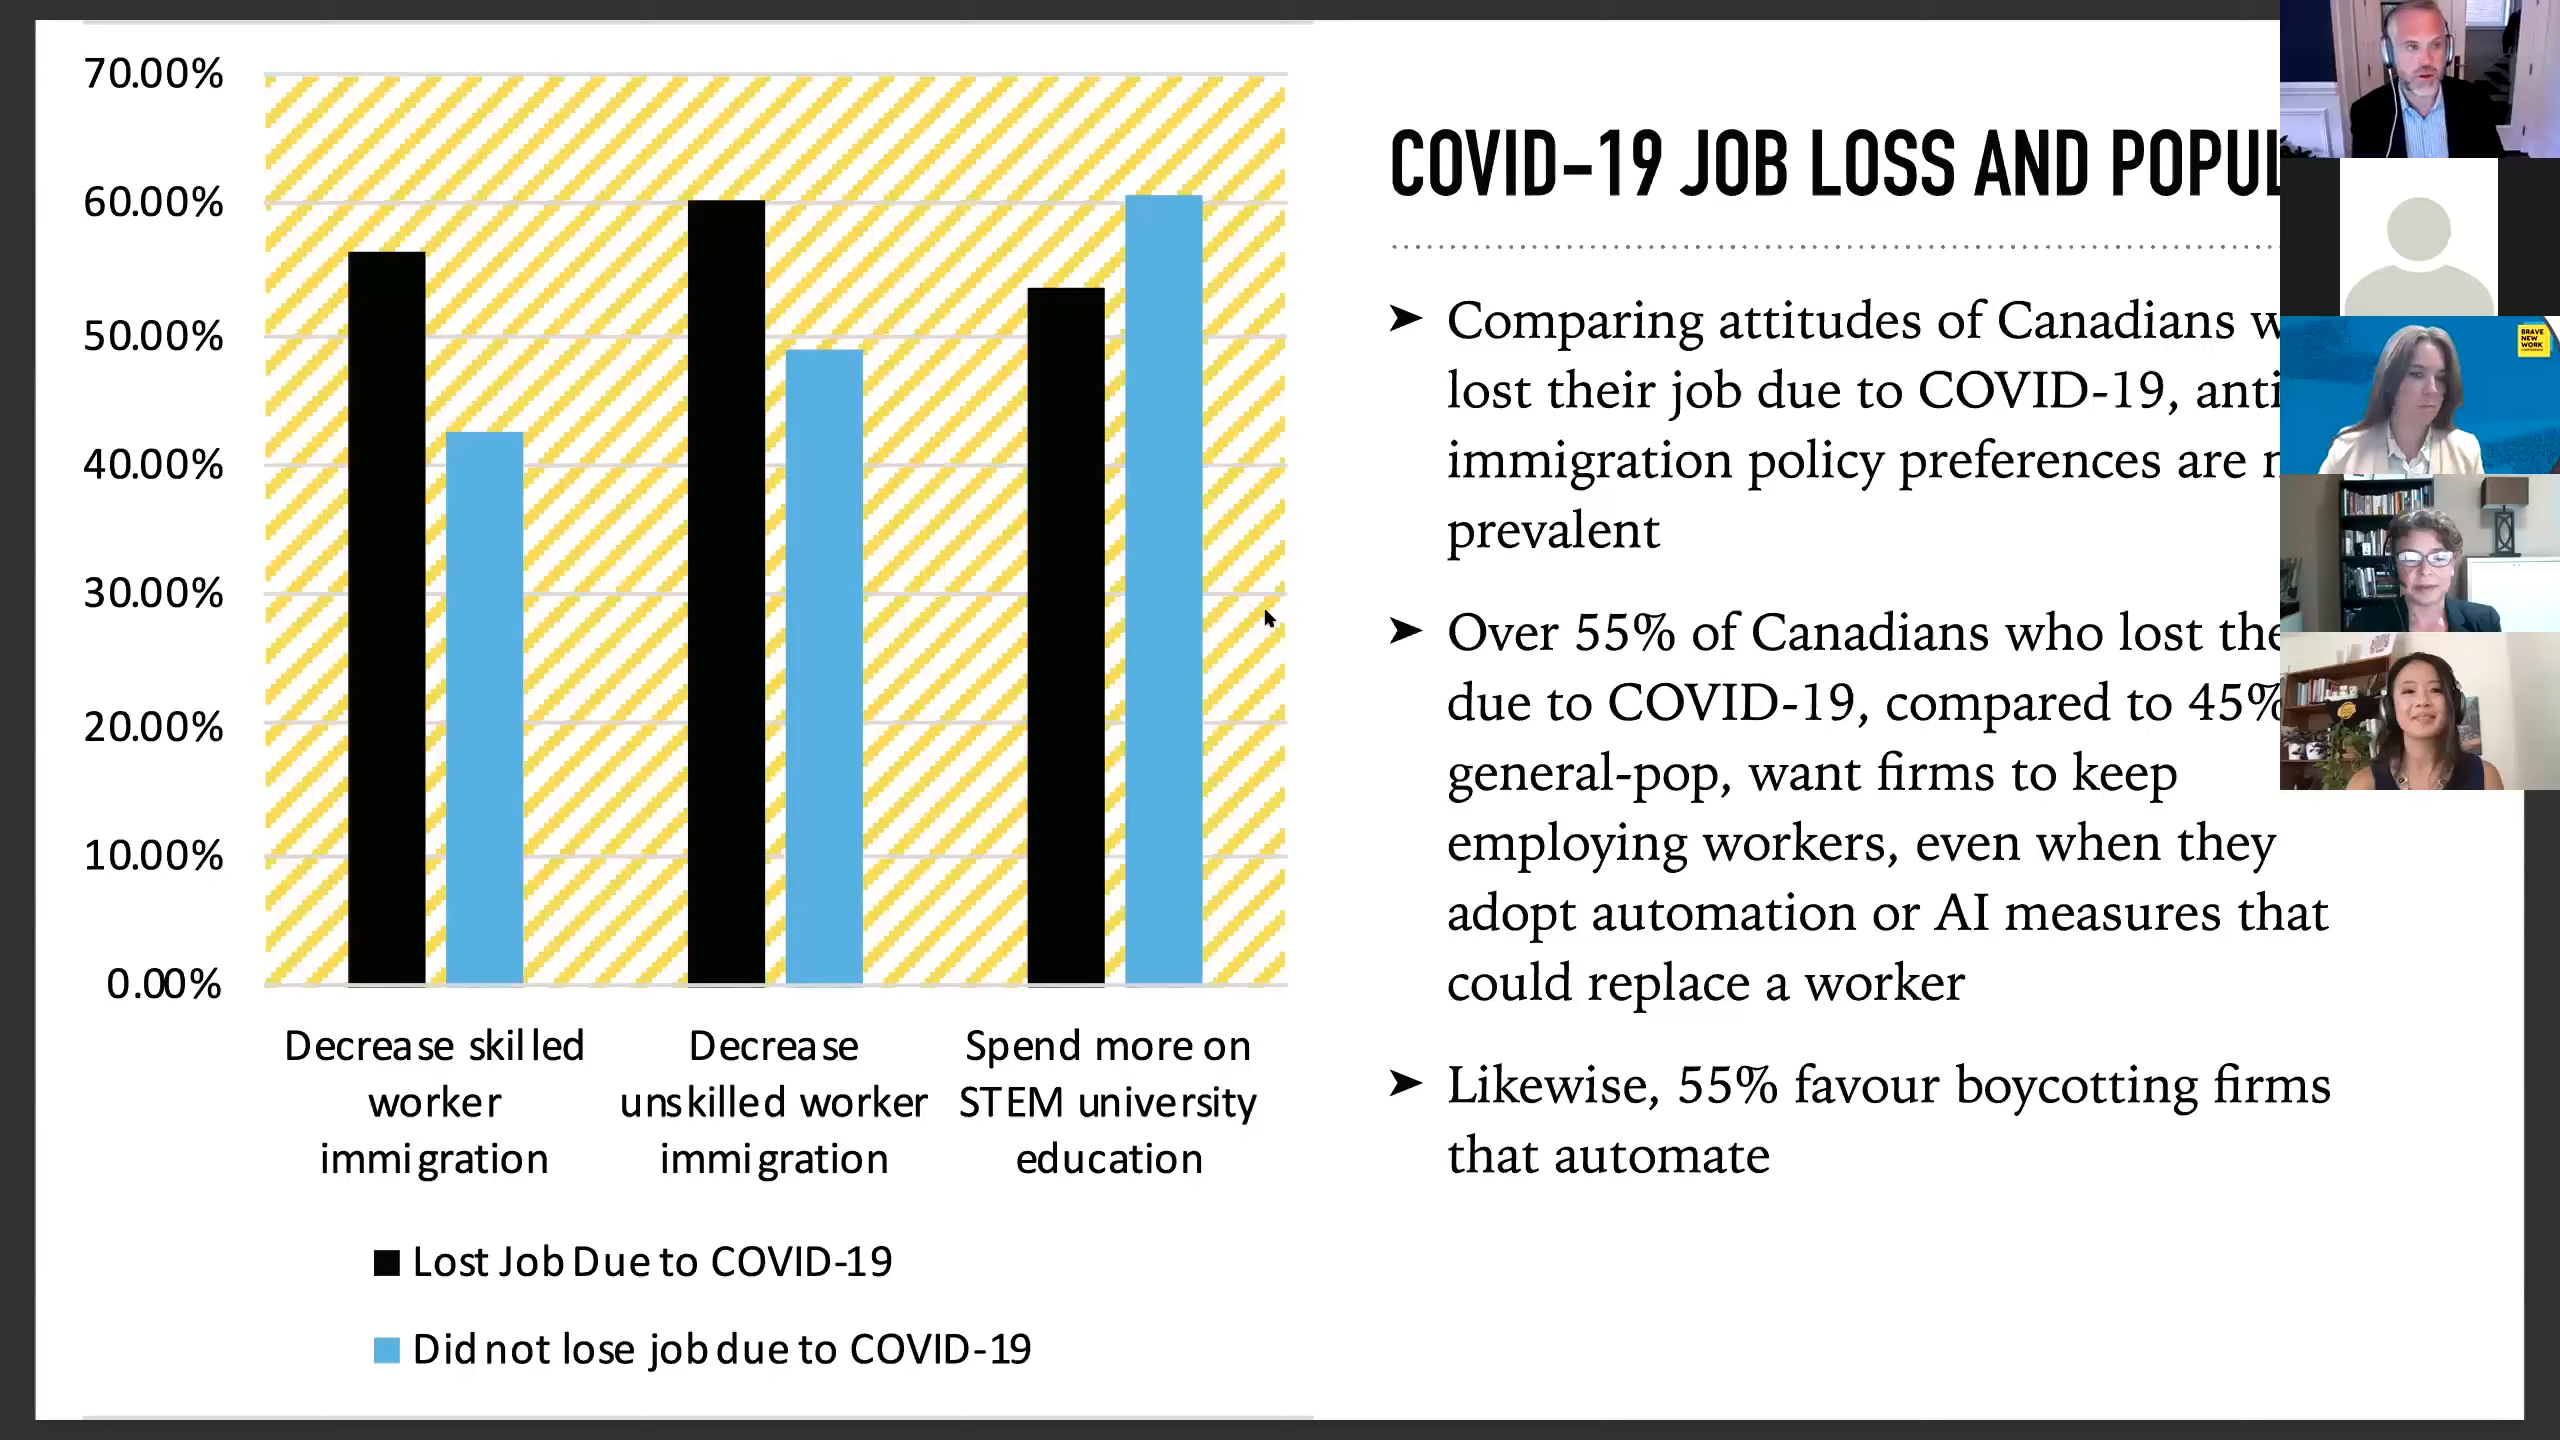 70.00%
60.00%
50.00%
40.00%
30.00%
20.00%
10.00%
0.00%
Decrease skilled
worker
immigration
Decrease
unskilled worker
immigration
Spend more on
STEM university
education
Lost Job Due to COVID-19
Did not lose job due to COVID-19
COVID-19 JOB LOSS AND
Comparing attitudes of Canadians
lost their job due to COVID-19, anti
immigration policy preferences are
prevalent
Over 55% of Canadians who lost
due to COVID-19, compared to 45%
general-pop, want firms to keep
employing workers, even when they
adopt automation or AI measures that
could replace a worker
Likewise, 55% favour boycotting firms
that automate
BRAVE
NEW
WORK